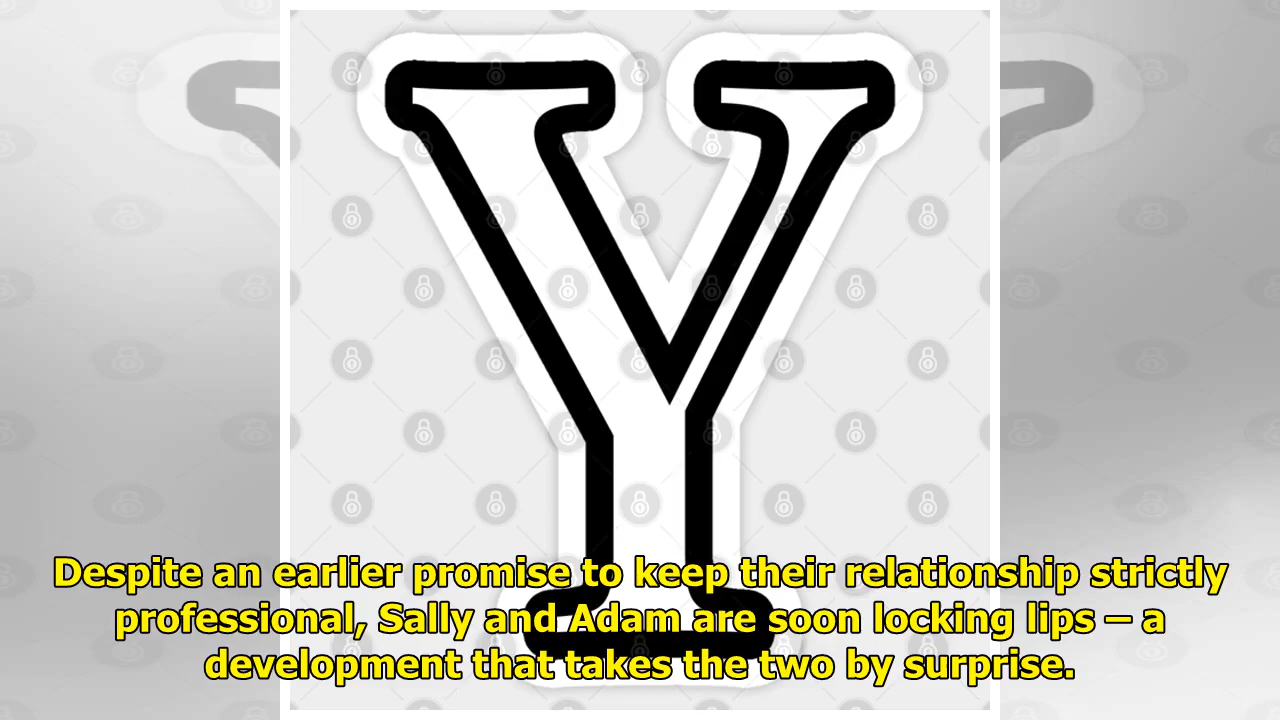 Y
Despite an earlier promise to keep their relationship strictly
professional, Sally and Adam are soon locking lips – a
development that takes the two by surprise.